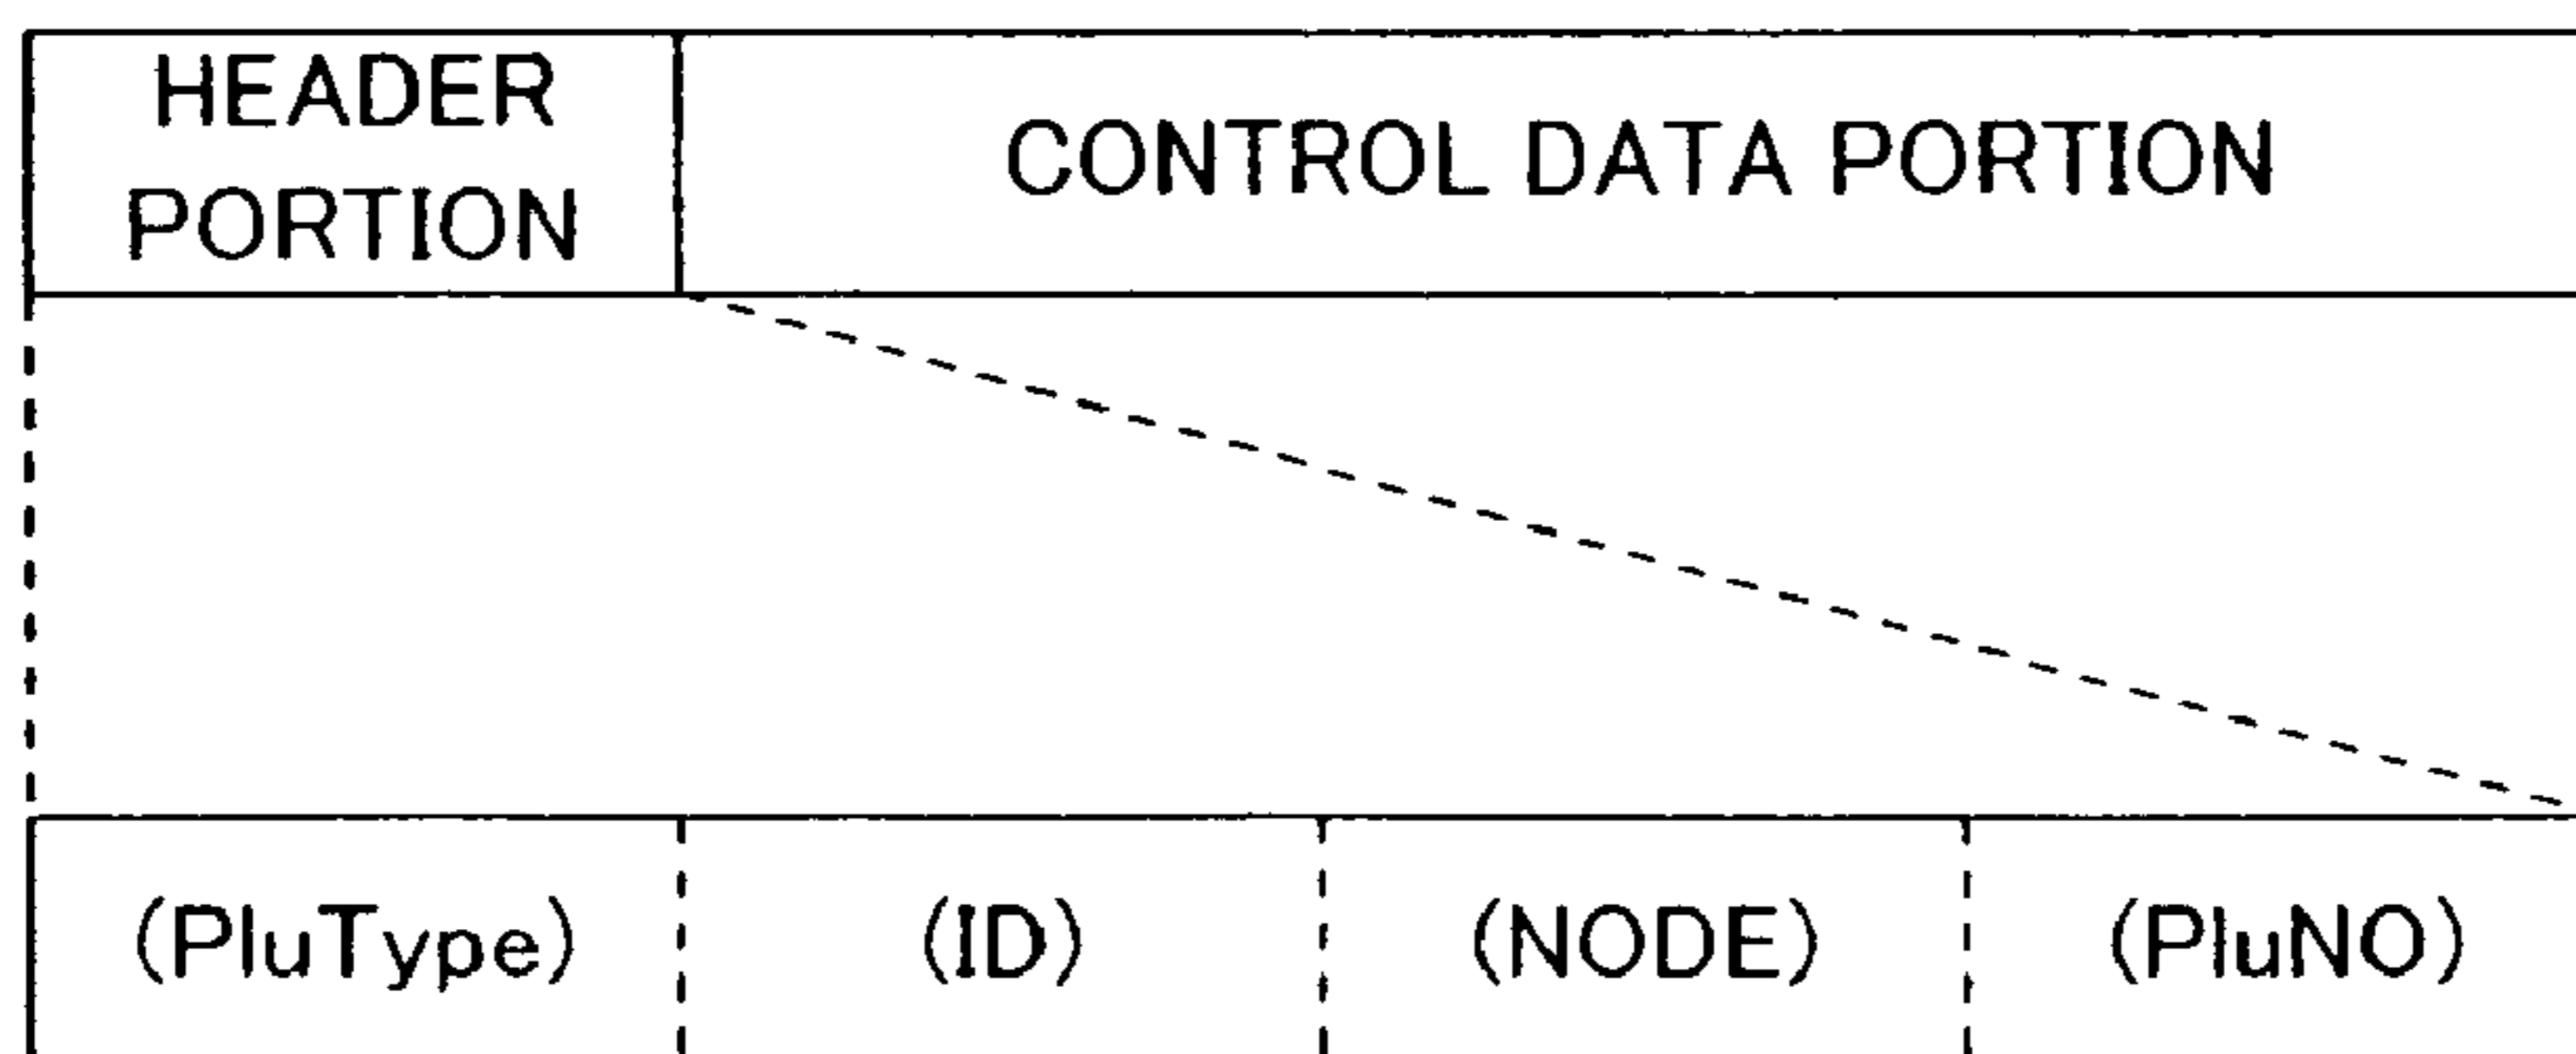 HEADER
PORTION
CONTROL DATA PORTION
(PluType) (ID) (NODE) (PluNO)